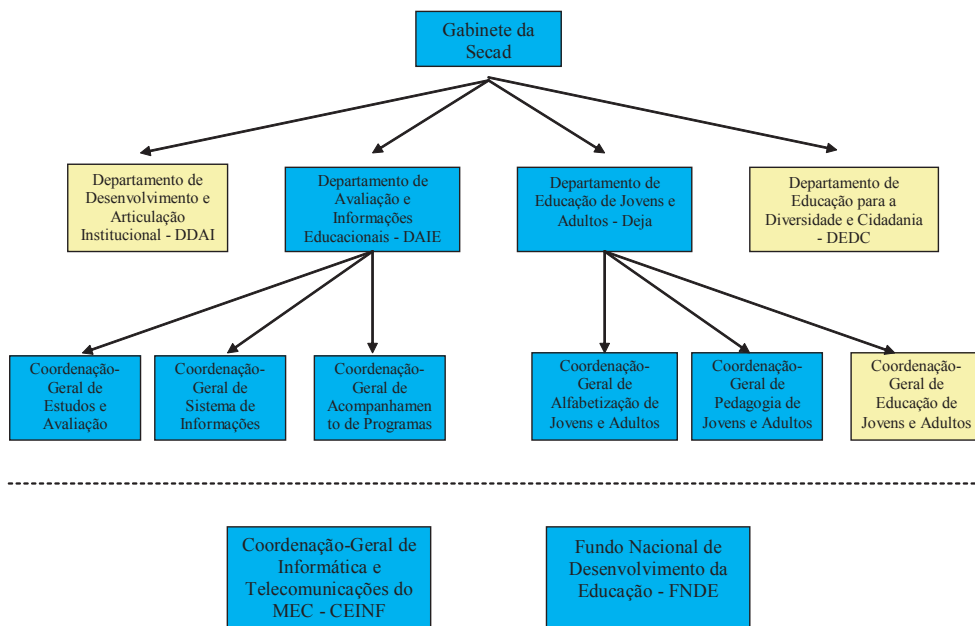 Gabinete da
Secad
Departamento de
Desenvolvimento e
Articulação
Institucional - DDAI
Departamento de
Avaliação e
Informações
Educacionais - DAIE
Departamento de
Educação de Jovens e
Adultos - Deja
Departamento de
Educação para a
Diversidade e Cidadania
- DEDC
Coordenação-
Geral de
Estudos e
Avaliação
Coordenação-
Geral de
Sistema de
Informações
Coordenação-
Geral de
Acompanhamen
to de Programas
Coordenação-
Geral de
Alfabetização de
Jovens e Adultos
Coordenação-
Geral de
Pedagogia de
Jovens e Adultos
Coordenação-
Geral de
Educação de
Jovens e Adultos
Coordenação-Geral de
Informática e
Telecomunicações do
MEC - CEINF
Fundo Nacional de
Desenvolvimento da
Educação - FNDE